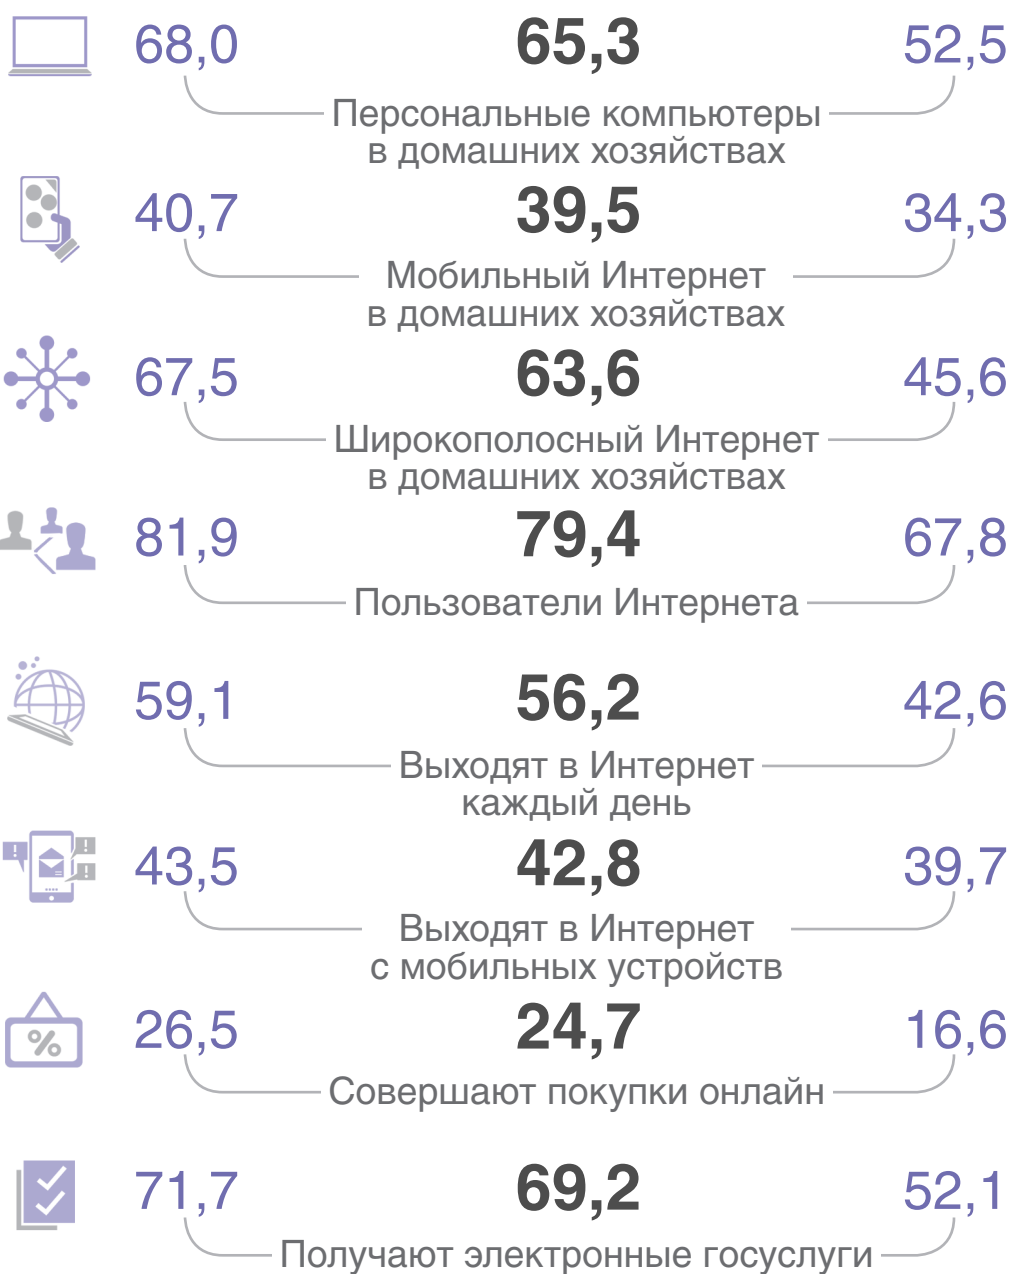 68,0 65,3 52,5
Персональные компьютеры
в домашних хозяйствах
40,7 39,5 34,3
Мобильный Интернет
в домашних хозяйствах
67,5 63,6 45,6
Широкополосный Интернет
в домашних хозяйствах
81,9 79,4 67,8
Пользователи Интернета
59,1 56,2 42,6
Выходят в Интернет
каждый день
43,5 42,8 39,7
Выходят в Интернет
с мобильных устройств
%
26,5 24,7 16,6
Совершают покупки онлайн
71,7 69,2 52,1
Получают электронные госуслуги